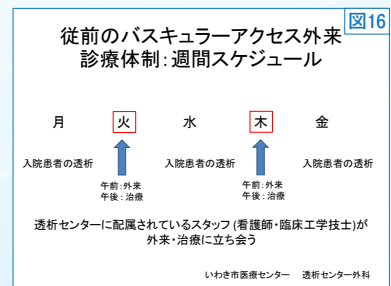 図16
従前のバスキュラーアクセス外来
診療体制:週間スケジュール
月 火 水 木 金
入院患者の透析 入院患者の透析 入院患者の透析
午前:外来 午前:外来
午後:治療 午後:治療
透析センターに配属されているスタッフ(看護師・臨床工学技士)が
外来・治療に立ち会う
いわき市医療センター 透析センター外科